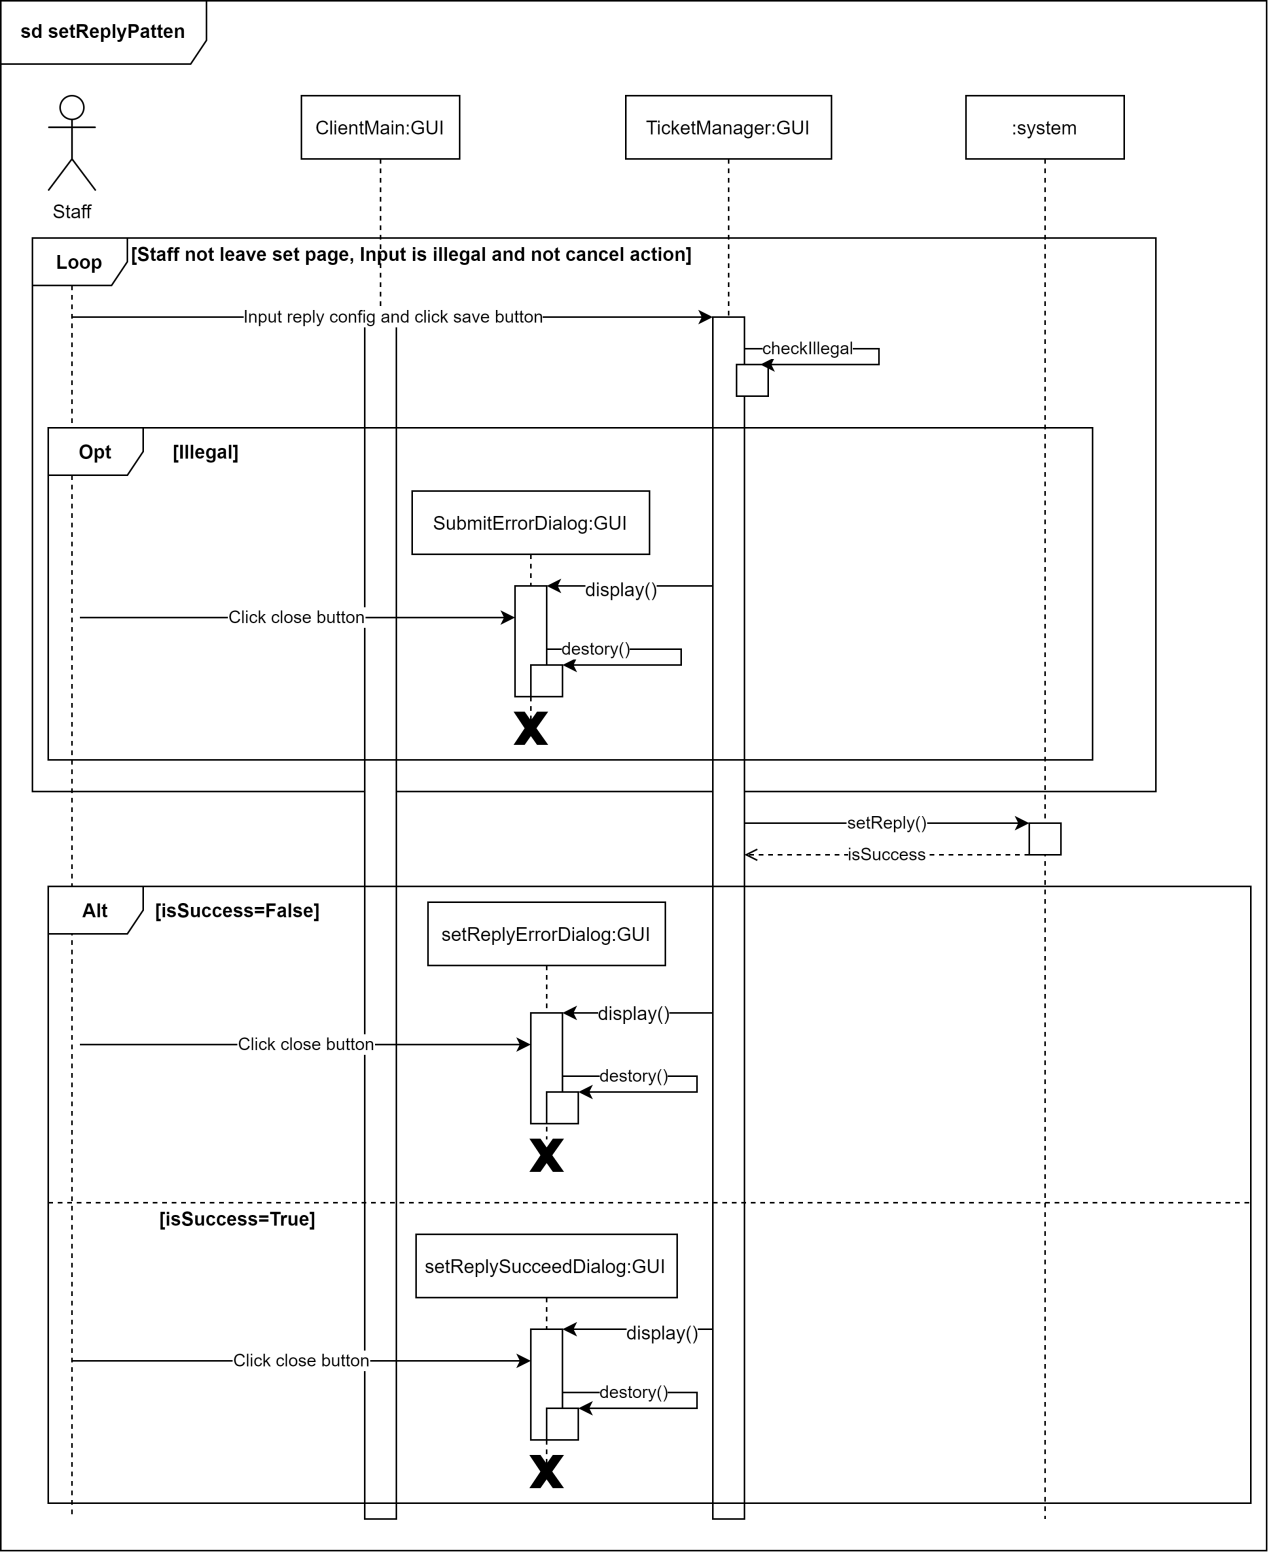 sd setReplyPatten
ClientMain:GUI
TicketManager:GUI
:system
Staff
Loop
[Staff not leave set page, Input is illegal and not cancel action]
Input reply config and click save button
checkIllegal
Opt
[Illegal]
SubmitErrorDialog:GUI
display()
Click close button
destory()
X
setReply()
isSuccess
Alt
[isSuccess=False]
setReplyErrorDialog:GUI
display()
Click close button
destory()
X
[isSuccess=True]
setReplySucceedDialog:GUI
display()
Click close button
destory()
X